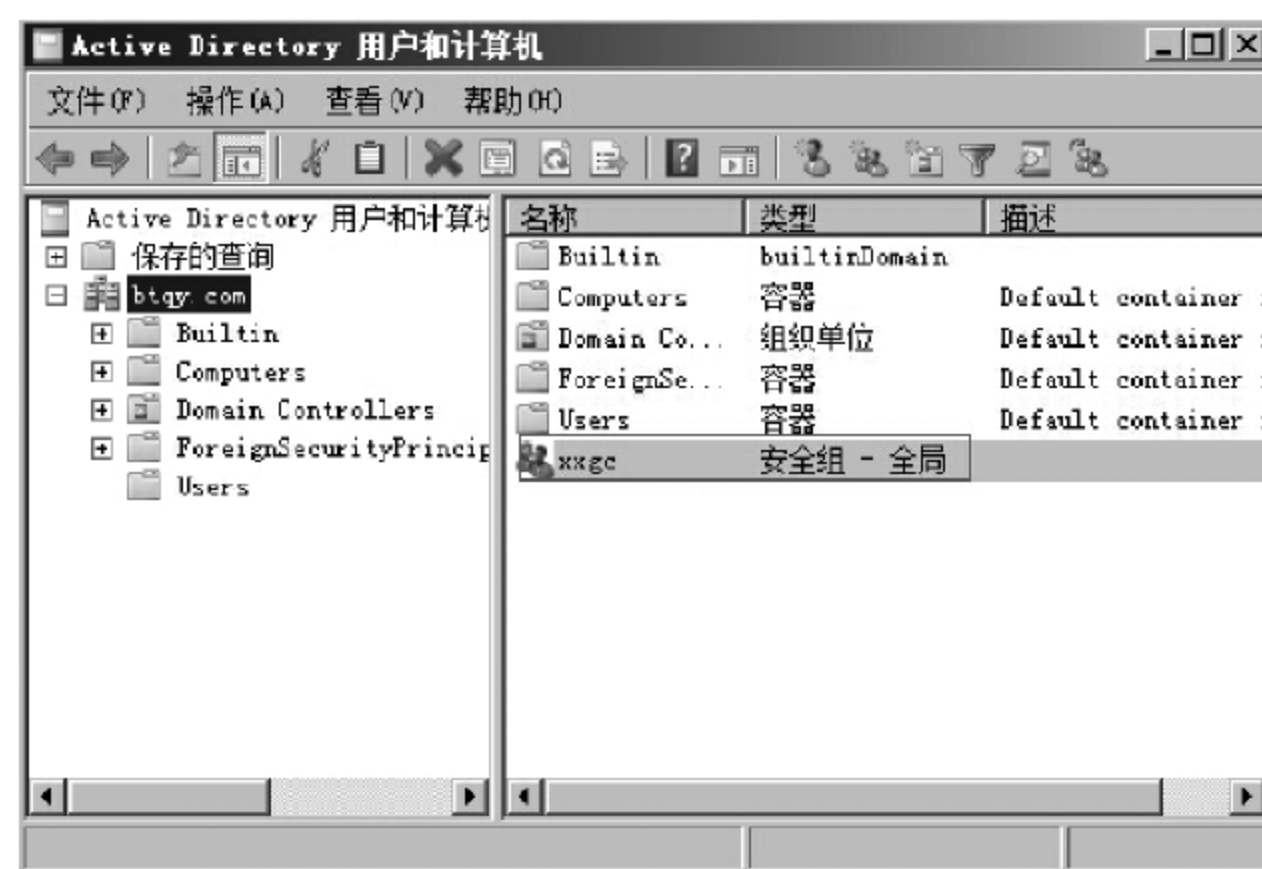 Active Directory 用户和计算机
文件(F) 操作(A) 查看(V) 帮助(H)
Active Directory 用户和计算机
保存的查询
btqy.com
Builtin
Computers
Domain Controllers
ForeignSecurityPrincip
Users
名称 类型 描述
Builtin builtinDomain
Computers 容器 Default container
Domain Co... 组织单位 Default container
ForeignSe... 容器 Default container
Users 容器 Default container
xxgc 安全组 - 全局